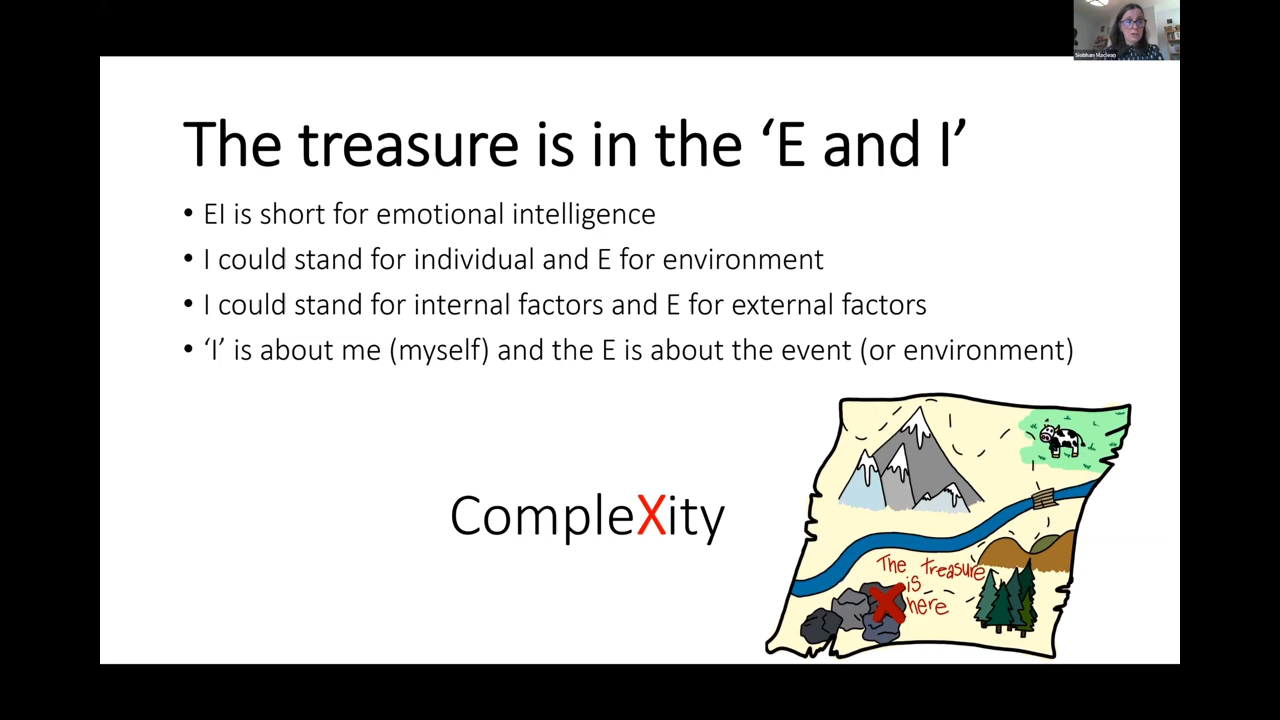 Siobhan Maclean
The treasure is in the ‘E and I’
• EI is short for emotional intelligence
• I could stand for individual and E for environment
• I could stand for internal factors and E for external factors
• ‘I’ is about me (myself) and the E is about the event (or environment)
CompleXity
The treasure
is
here